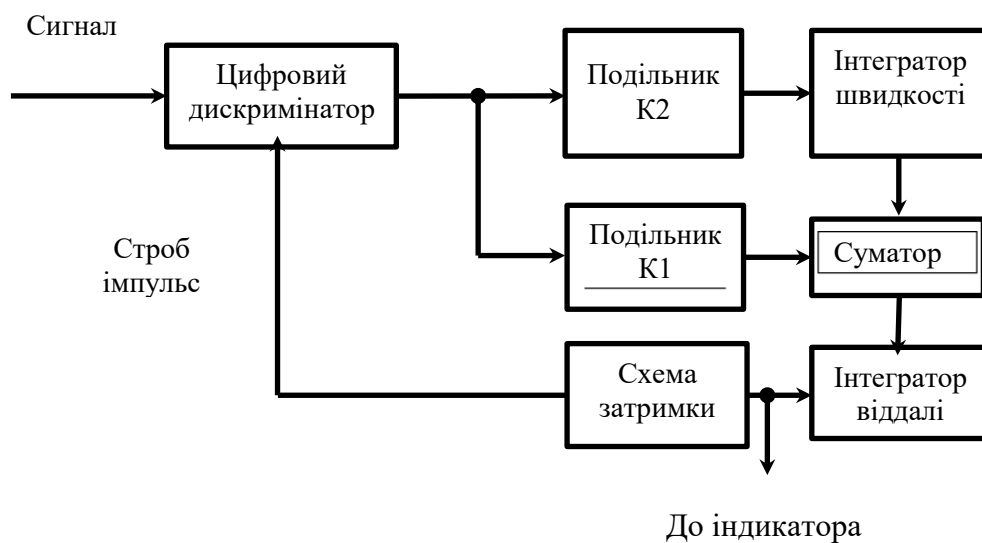 Сигнал
Цифровий
дискримінатор
Подільник
К2
Інтегратор
швидкості
Строб
імпульс
Подільник
К1
Суматор
Схема
затримки
Інтегратор
віддалі
До індикатора